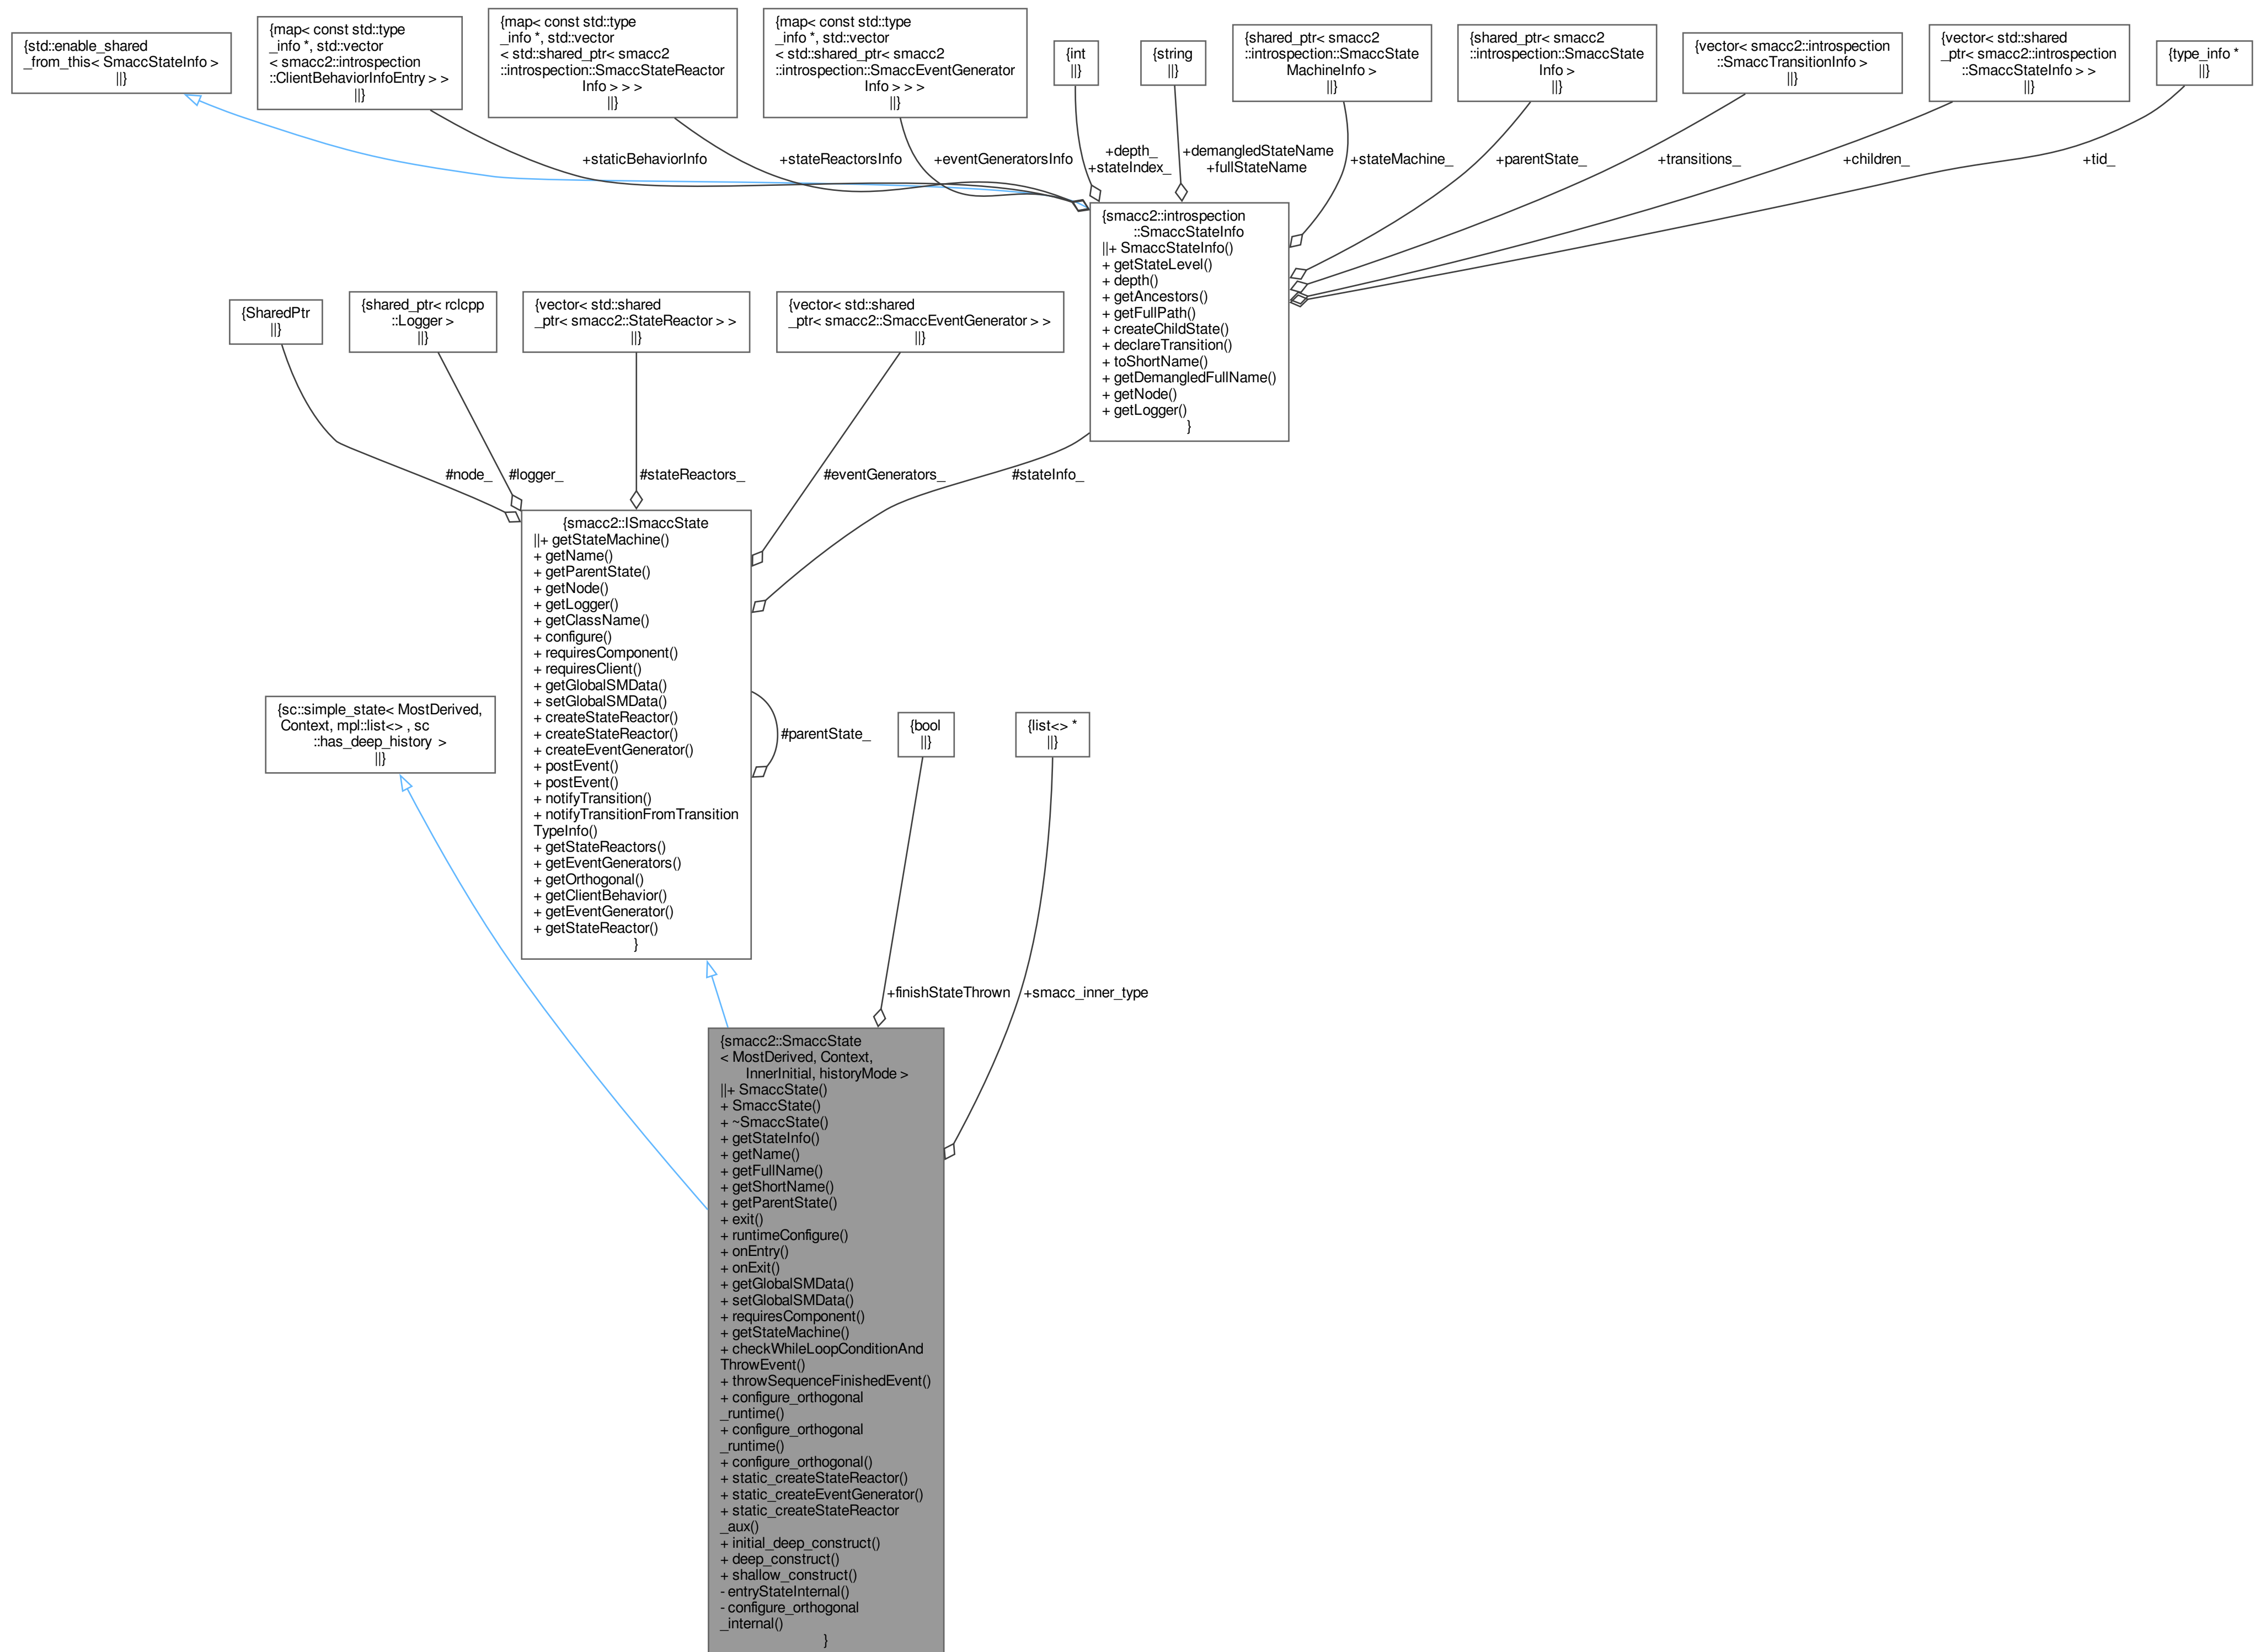 {std::enable_shared
_from_this< SmaccStateInfo >
||}
{map< const std::type
_info *, std::vector
< smacc2::introspection
::ClientBehaviorInfoEntry > >
||}
{map< const std::type
_info *, std::vector
< std::shared_ptr< smacc2
::introspection::SmaccStateReactor
Info > > >
||}
{map< const std::type
_info *, std::vector
< std::shared_ptr< smacc2
::introspection::SmaccEventGenerator
Info > > >
||}
{int
||}
{string
||}
{shared_ptr< smacc2
::introspection::SmaccState
MachineInfo >
||}
{shared_ptr< smacc2
::introspection::SmaccState
Info >
||}
{vector< smacc2::introspection
::SmaccTransitionInfo >
||}
{vector< std::shared
_ptr< smacc2::introspection
::SmaccStateInfo > >
||}
{type_info *
||}
+staticBehaviorInfo
+stateReactorsInfo
+eventGeneratorsInfo
+depth_
+stateIndex_
+demangledStateName
+fullStateName
+stateMachine_
+parentState_
+transitions_
+children_
+tid_
{smacc2::introspection
::SmaccStateInfo
||+ SmaccStateInfo()
+ getStateLevel()
+ depth()
+ getAncestors()
+ getFullPath()
+ createChildState()
+ declareTransition()
+ toShortName()
+ getDemangledFullName()
+ getNode()
+ getLogger()
}
{SharedPtr
||}
{shared_ptr< rclcpp
::Logger >
||}
{vector< std::shared
_ptr< smacc2::StateReactor > >
||}
{vector< std::shared
_ptr< smacc2::SmaccEventGenerator > >
||}
#node_
#logger_
#stateReactors_
#eventGenerators_
#stateInfo_
{smacc2::ISmaccState
||+ getStateMachine()
+ getName()
+ getParentState()
+ getNode()
+ getLogger()
+ getClassName()
+ configure()
+ requiresComponent()
+ requiresClient()
+ getGlobalSMData()
+ setGlobalSMData()
+ createStateReactor()
+ createStateReactor()
+ createEventGenerator()
+ postEvent()
+ postEvent()
+ notifyTransition()
+ notifyTransitionFromTransition
TypeInfo()
+ getStateReactors()
+ getEventGenerators()
+ getOrthogonal()
+ getClientBehavior()
+ getEventGenerator()
+ getStateReactor()
}
#parentState_
{sc::simple_state< MostDerived,
Context, mpl::list<> , sc
::has_deep_history >
||}
{bool
||}
{list<> *
||}
+finishStateThrown
+smacc_inner_type
{smacc2::SmaccState
< MostDerived, Context,
InnerInitial, historyMode >
||+ SmaccState()
+ SmaccState()
+ ~SmaccState()
+ getStateInfo()
+ getName()
+ getFullName()
+ getShortName()
+ getParentState()
+ exit()
+ runtimeConfigure()
+ onEntry()
+ onExit()
+ getGlobalSMData()
+ setGlobalSMData()
+ requiresComponent()
+ getStateMachine()
+ checkWhileLoopConditionAnd
ThrowEvent()
+ throwSequenceFinishedEvent()
+ configure_orthogonal
_runtime()
+ configure_orthogonal
_runtime()
+ configure_orthogonal()
+ static_createStateReactor()
+ static_createEventGenerator()
+ static_createStateReactor
_aux()
+ initial_deep_construct()
+ deep_construct()
+ shallow_construct()
- entryStateInternal()
- configure_orthogonal
_internal()
}